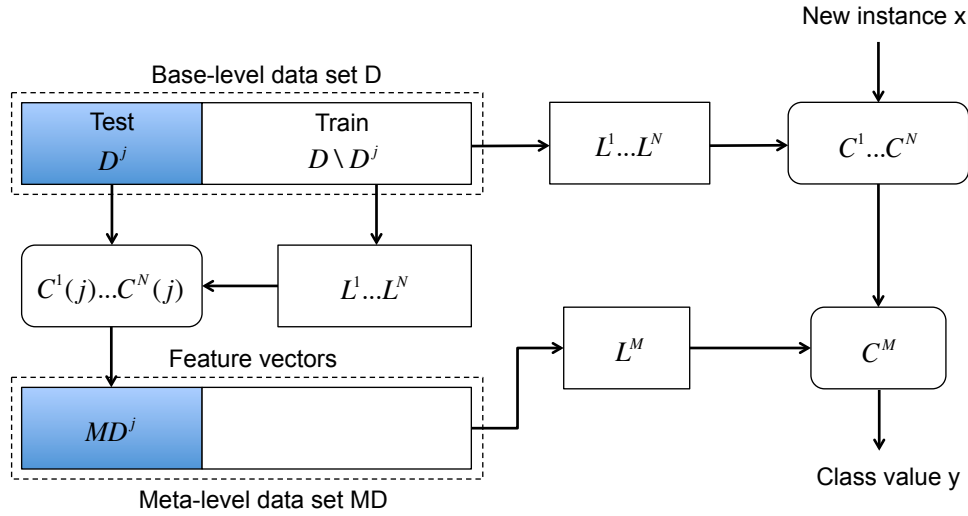 New instance x
Base-level data set D
Test
Train
D^j
D \ D^j
L^1...L^N
C^1...C^N
C^1(j)...C^N(j)
L^1...L^N
Feature vectors
L^M
C^M
MD^j
Class value y
Meta-level data set MD